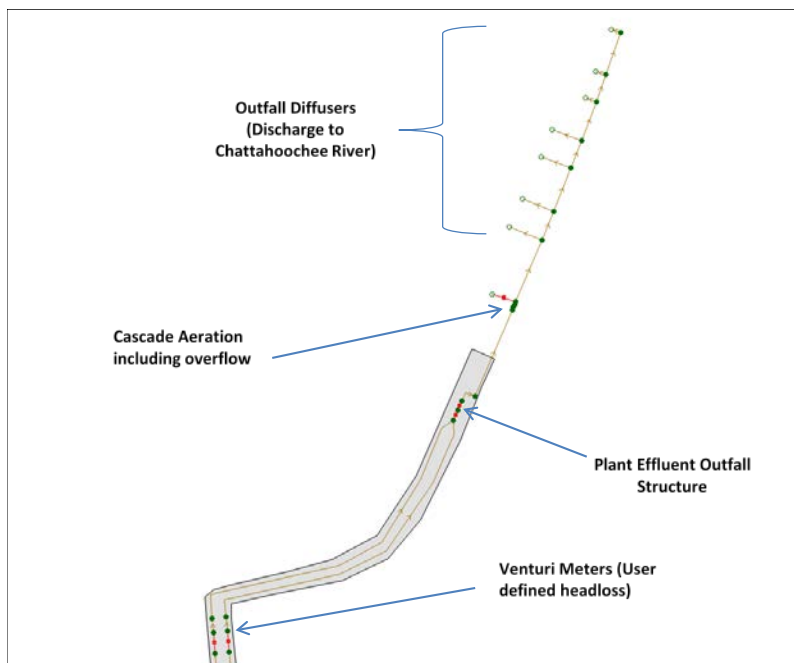 Outfall Diffusers
(Discharge to
Chattahoochee River)
Cascade Aeration
including overflow
Plant Effluent Outfall
Structure
Venturi Meters (User
defined headloss)